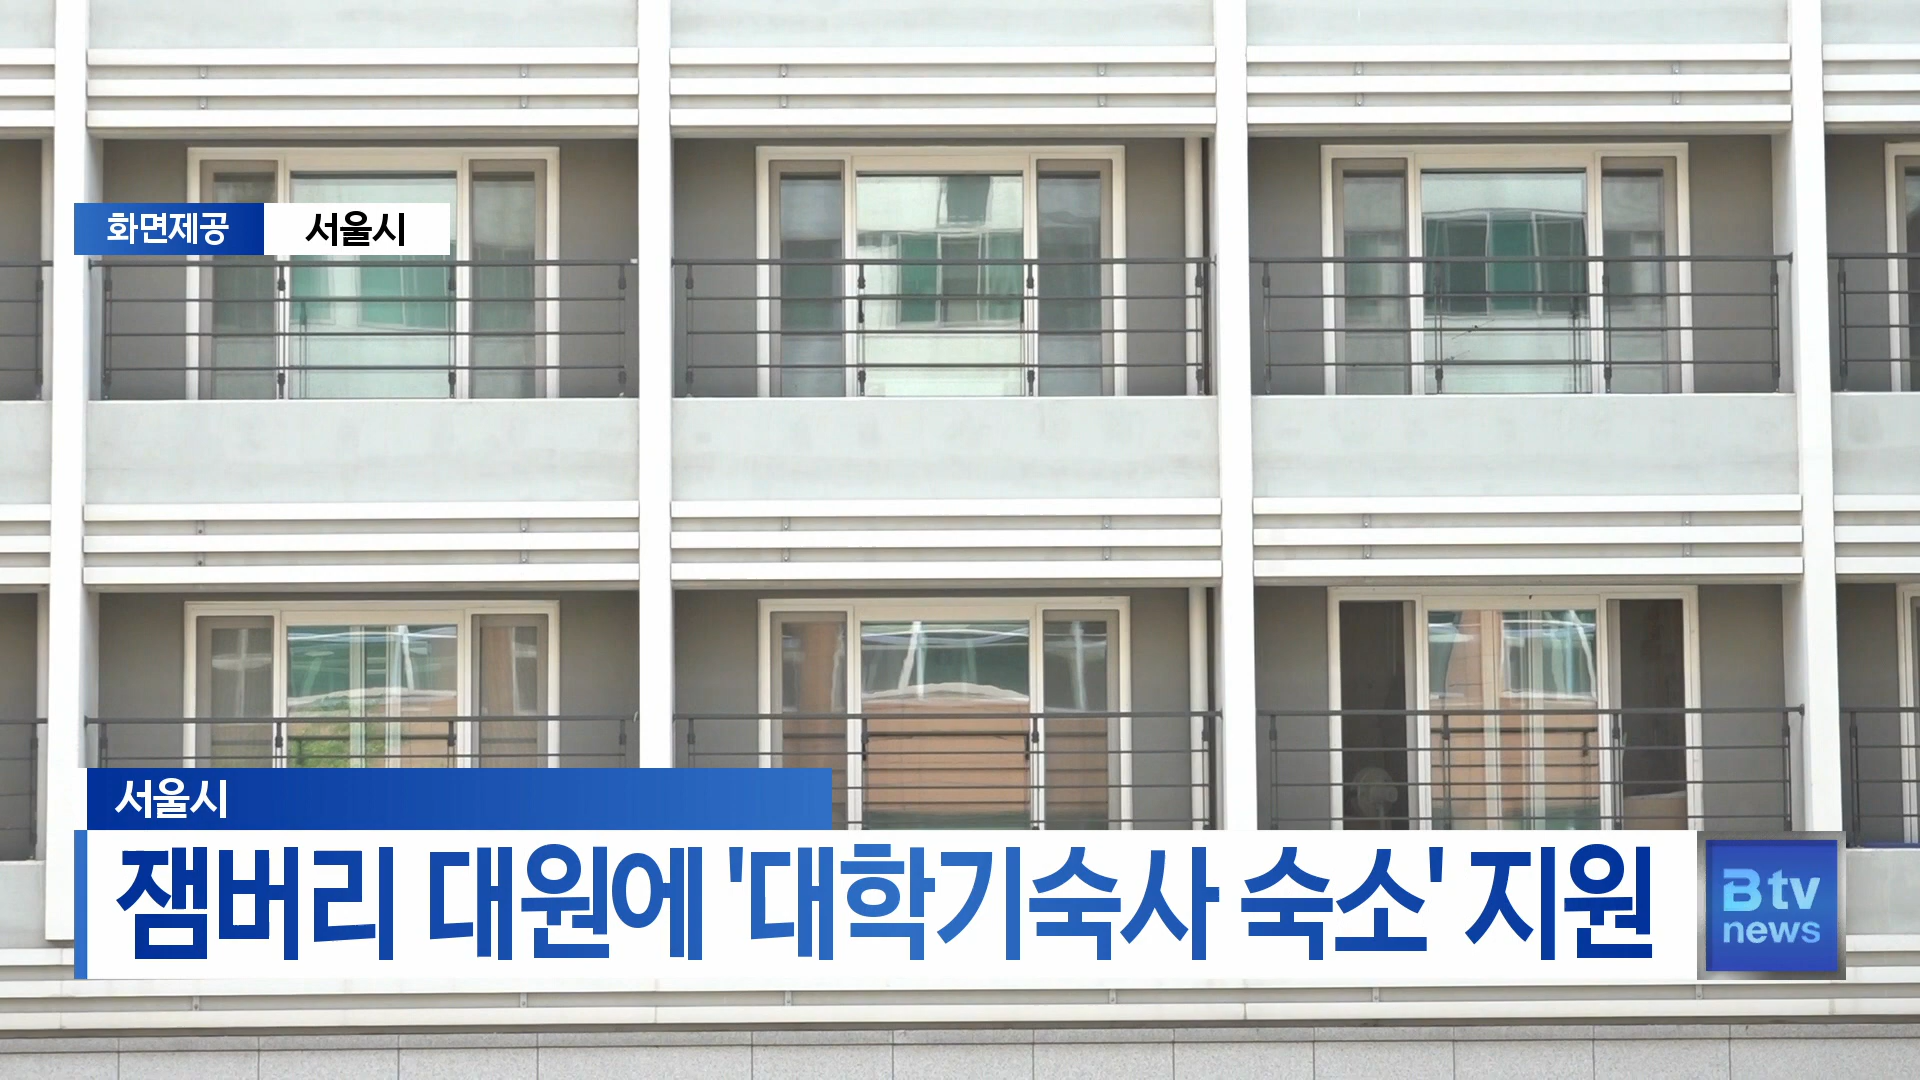 화면제공 서울시
서울시
잼버리 대원에 '대학기숙사 숙소' 지원
B tv
news